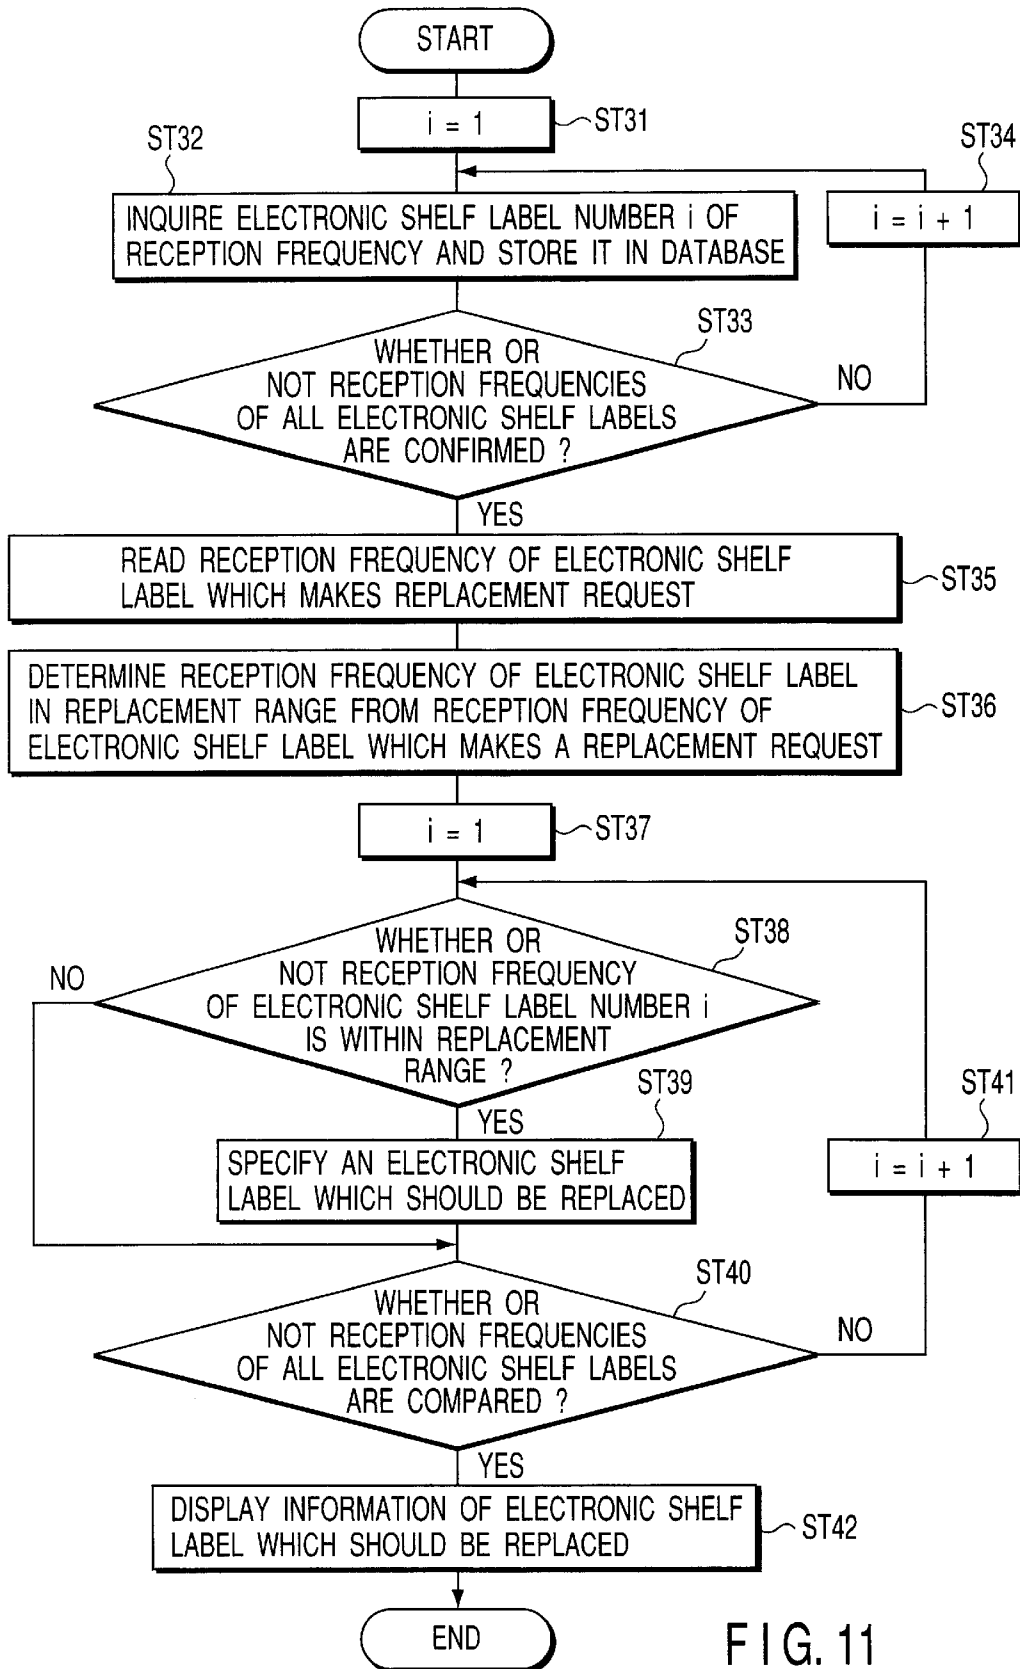 START
i = 1
ST31
ST32
ST34
INQUIRE ELECTRONIC SHELF LABEL NUMBER i OF
RECEPTION FREQUENCY AND STORE IT IN DATABASE
i = i + 1
ST33
WHETHER OR
NOT RECEPTION FREQUENCIES
OF ALL ELECTRONIC SHELF LABELS
ARE CONFIRMED ?
NO
YES
READ RECEPTION FREQUENCY OF ELECTRONIC SHELF
LABEL WHICH MAKES REPLACEMENT REQUEST
ST35
DETERMINE RECEPTION FREQUENCY OF ELECTRONIC SHELF LABEL
IN REPLACEMENT RANGE FROM RECEPTION FREQUENCY OF
ELECTRONIC SHELF LABEL WHICH MAKES A REPLACEMENT REQUEST
ST36
i = 1
ST37
WHETHER OR
NOT RECEPTION FREQUENCY
OF ELECTRONIC SHELF LABEL NUMBER i
IS WITHIN REPLACEMENT
RANGE ?
ST38
NO
YES
ST39
ST41
SPECIFY AN ELECTRONIC SHELF
LABEL WHICH SHOULD BE REPLACED
i = i + 1
ST40
WHETHER OR
NOT RECEPTION FREQUENCIES
OF ALL ELECTRONIC SHELF LABELS
ARE COMPARED ?
NO
YES
DISPLAY INFORMATION OF ELECTRONIC SHELF
LABEL WHICH SHOULD BE REPLACED
ST42
END
FIG. 11